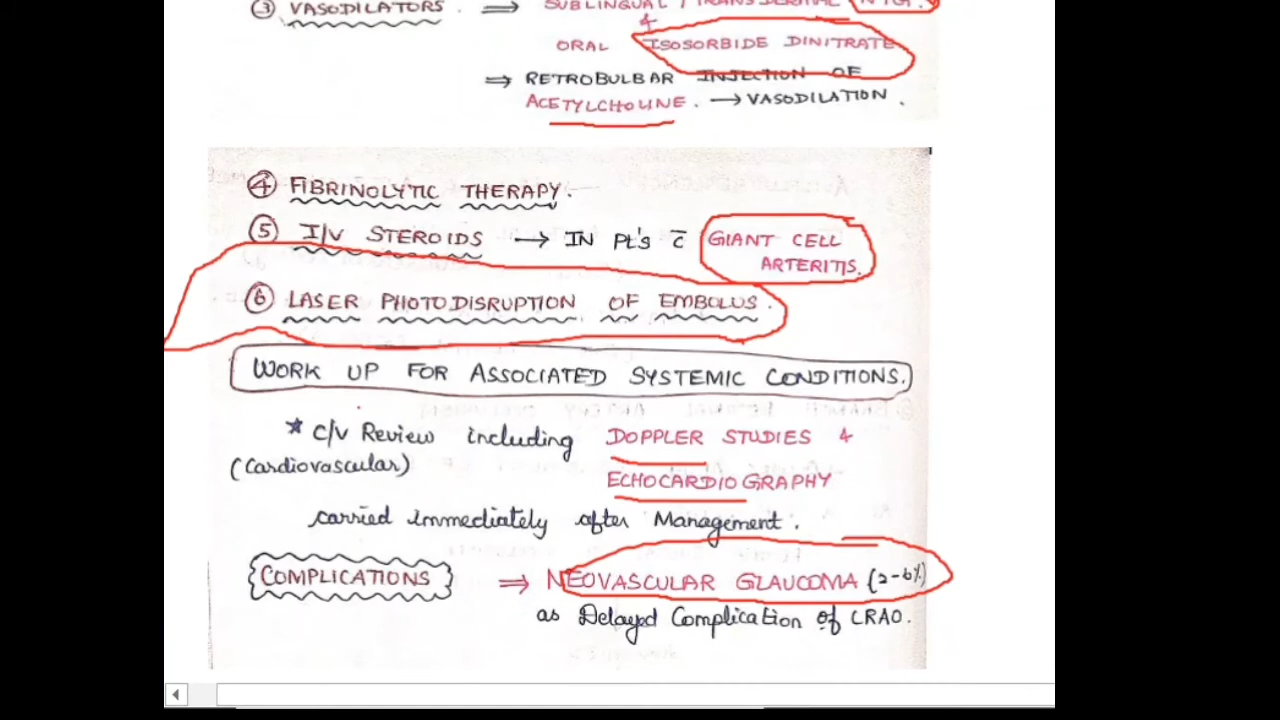 ③ VASODILATORS. ⟹ SUBLINGUAL / TRANSDERMAL NTG.
&
ORAL ISOSORBIDE DINITRATE
⟹ RETROBULBAR INJECTION OF
ACETYLCHOLINE. → VASODILATION.
④ FIBRINOLYTIC THERAPY.
⑤ I/V STEROIDS → IN Pt's c̄ GIANT CELL
ARTERITIS.
⑥ LASER PHOTODISRUPTION OF EMBOLUS.
WORK UP FOR ASSOCIATED SYSTEMIC CONDITIONS.
* C/V Review including DOPPLER STUDIES &
(Cardiovascular) ECHOCARDIOGRAPHY
carried immediately after Management.
COMPLICATIONS ⟹ NEOVASCULAR GLAUCOMA (2-6%)
as Delayed Complication of CRAO.